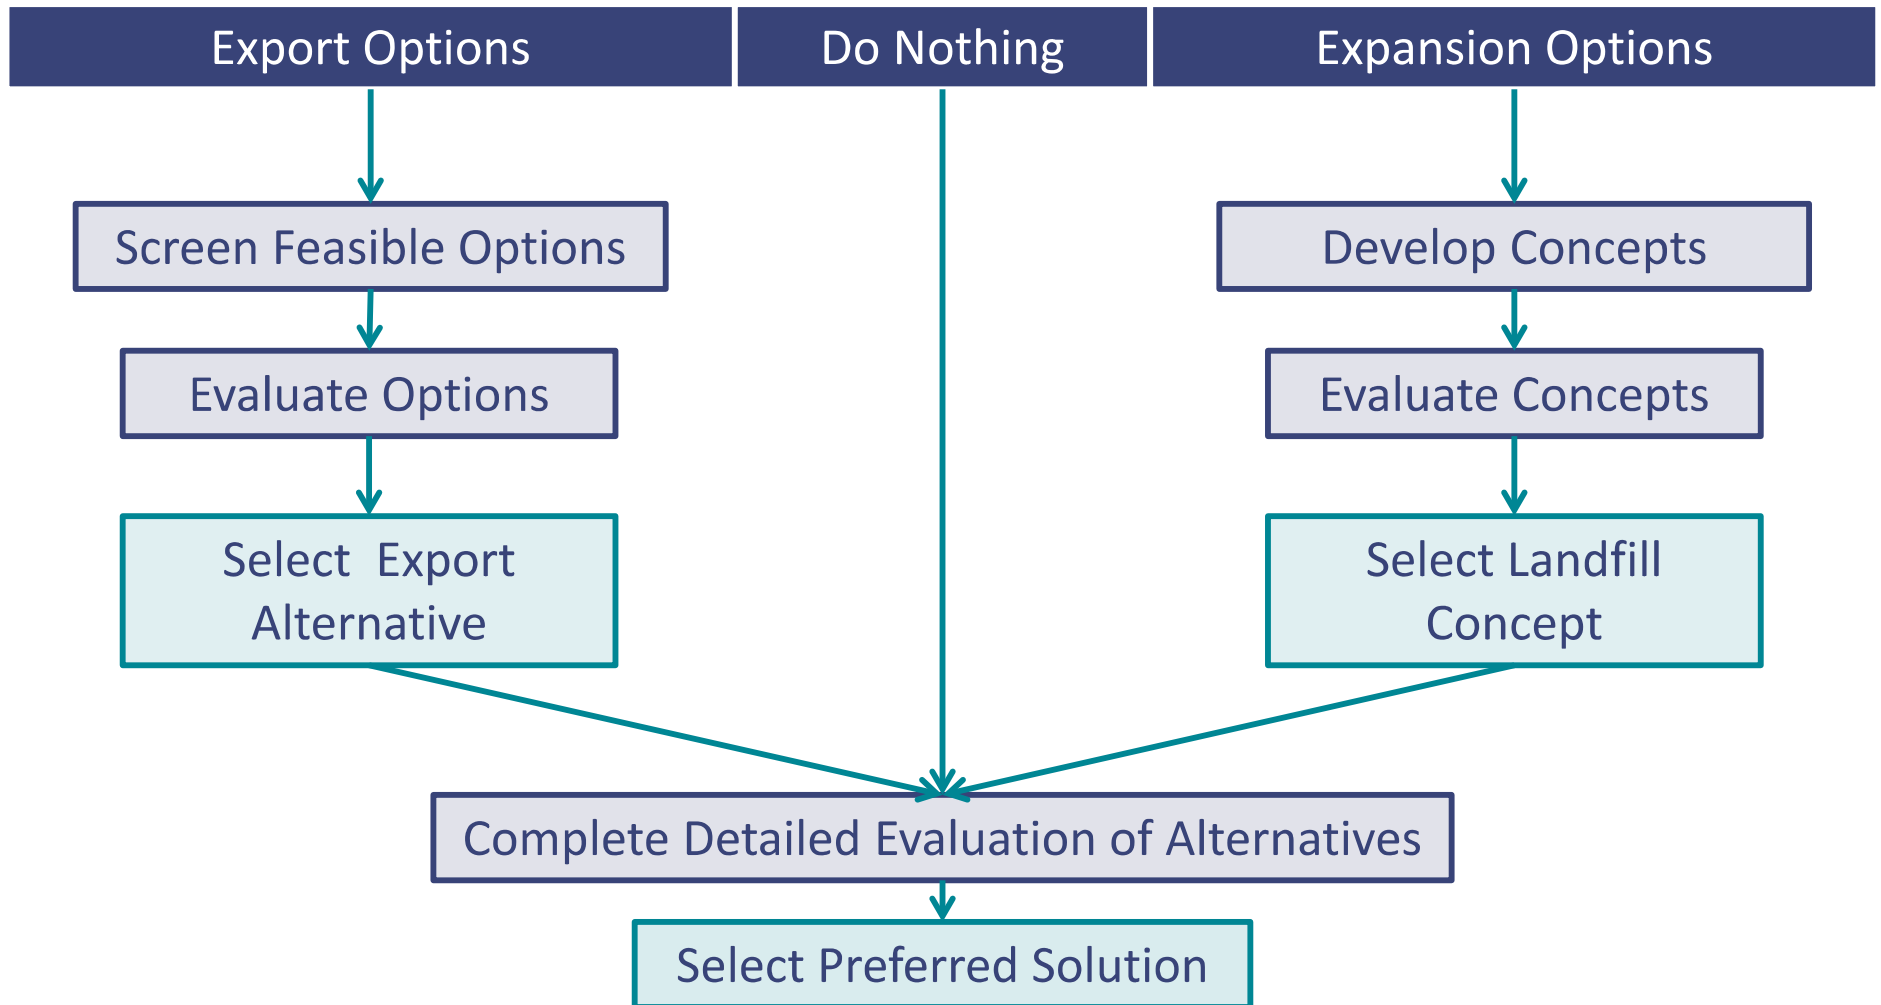 Export Options
Do Nothing
Expansion Options
Screen Feasible Options
Develop Concepts
Evaluate Options
Evaluate Concepts
Select  Export
Alternative
Select Landfill
Concept
Complete Detailed Evaluation of Alternatives
Select Preferred Solution